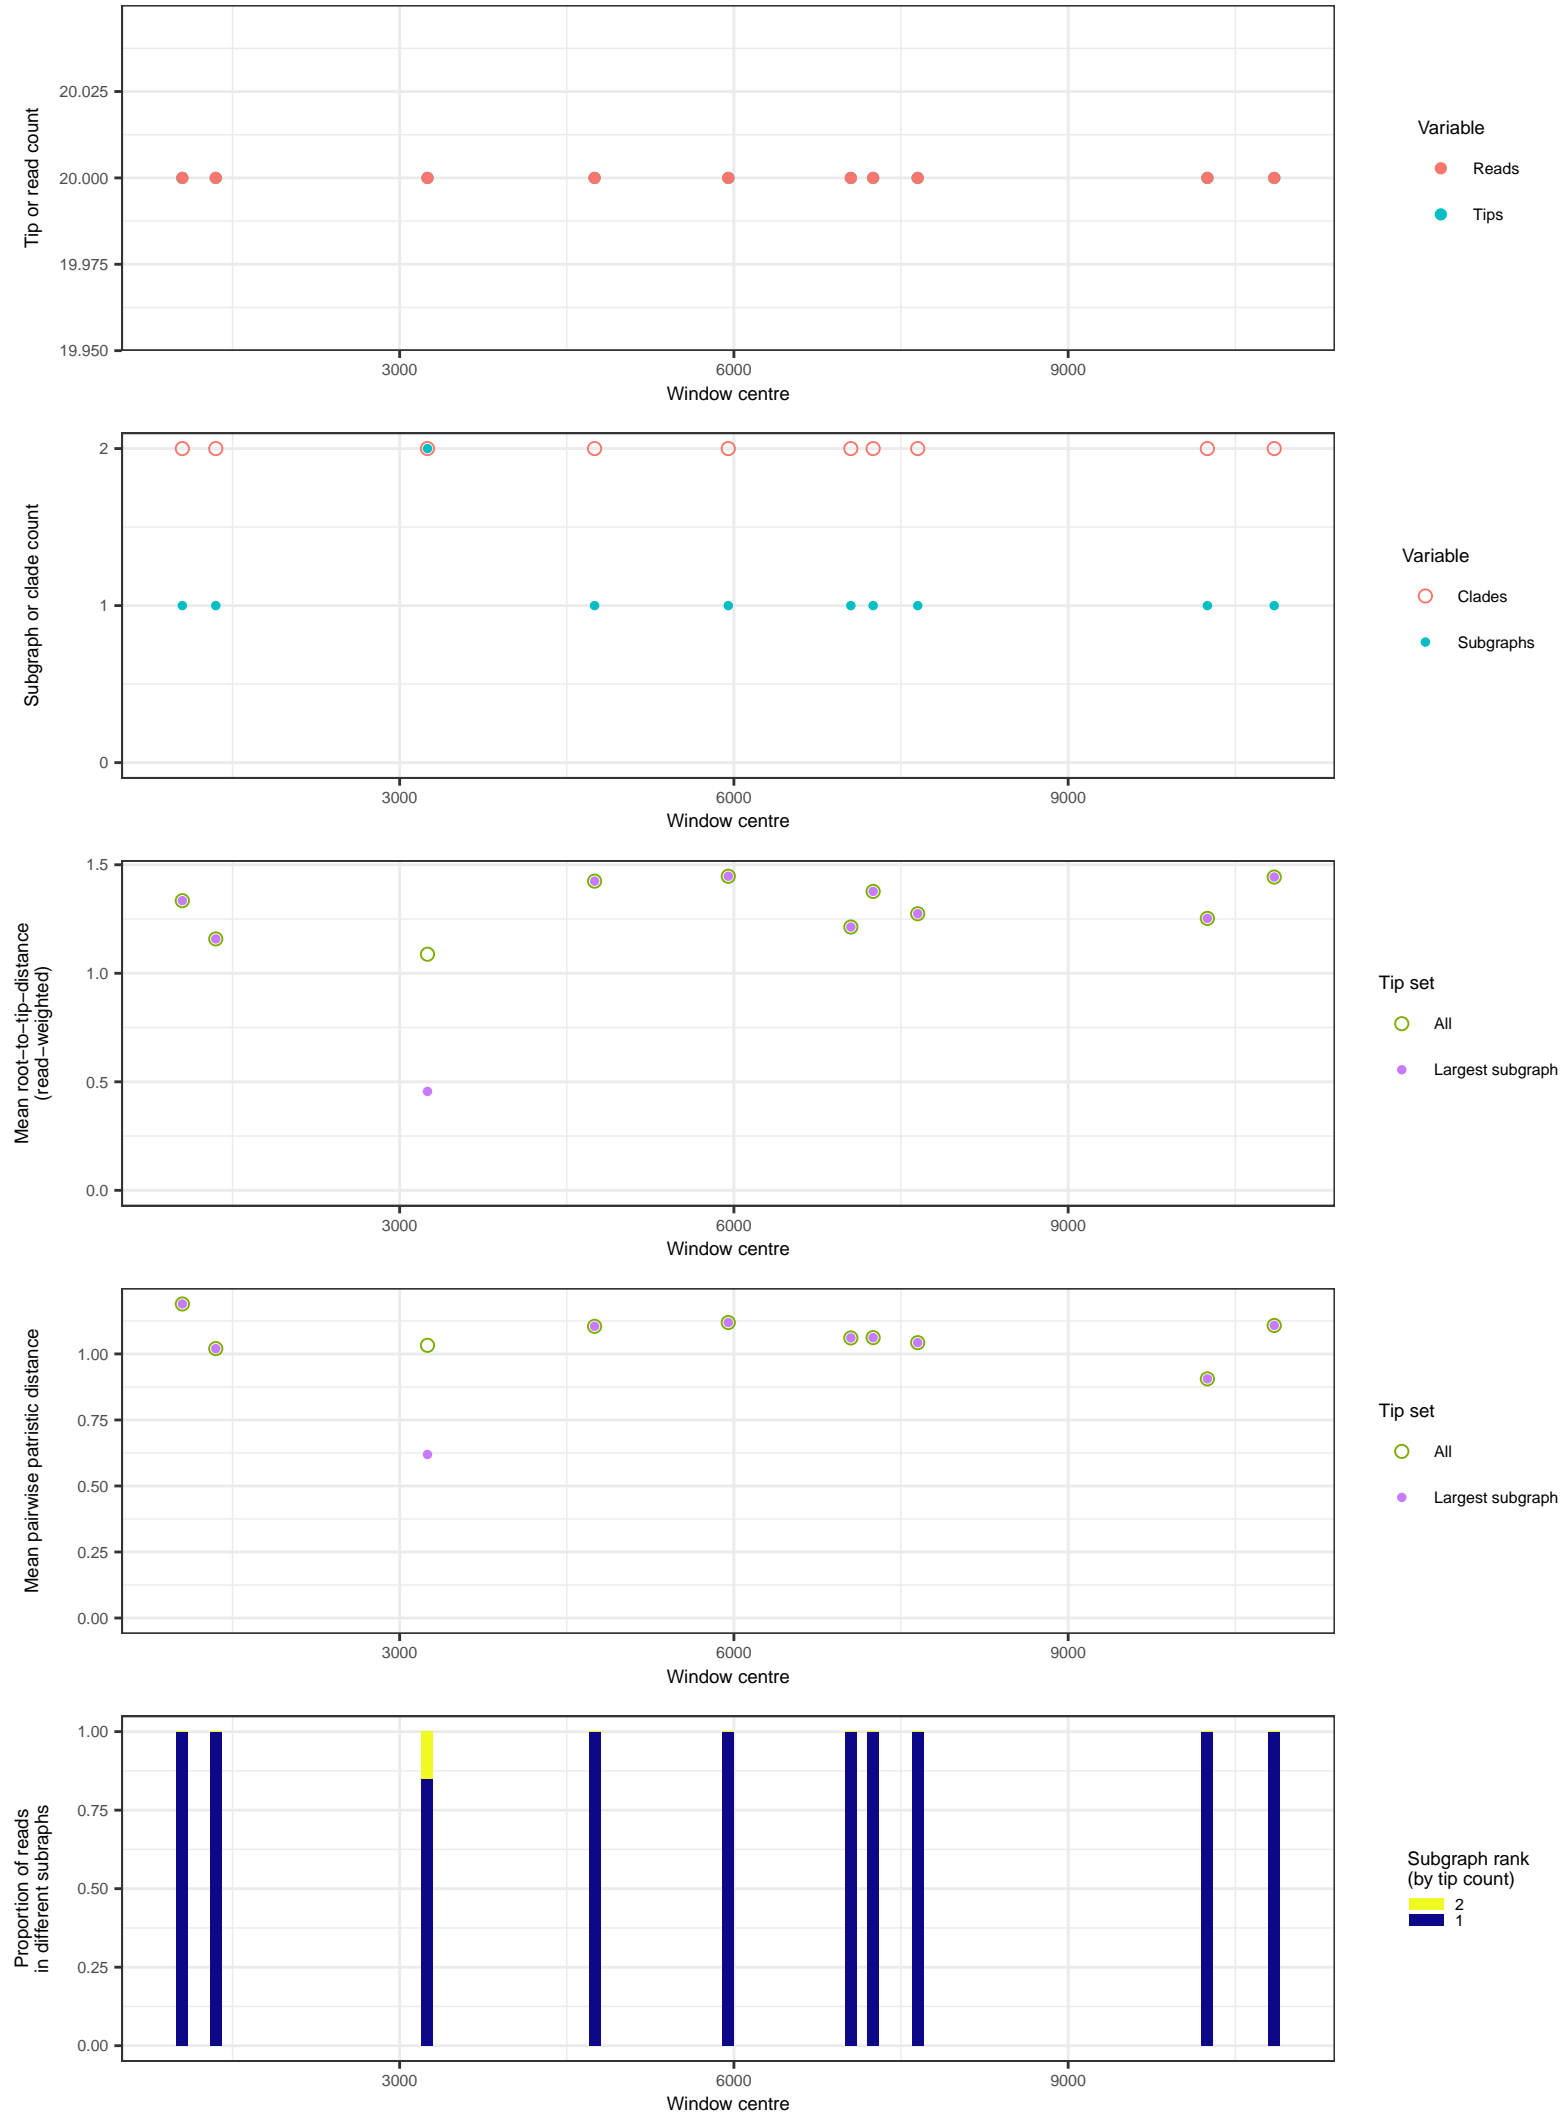 20.025
20.000
19.975
19.950
Tip or read count
3000 6000 9000
Window centre
Variable
Reads
Tips
2
1
0
Subgraph or clade count
3000 6000 9000
Window centre
Variable
Clades
Subgraphs
1.5
1.0
0.5
0.0
Mean root−to−tip−distance
(read−weighted)
3000 6000 9000
Window centre
Tip set
All
Largest subgraph
1.00
0.75
0.50
0.25
0.00
Mean pairwise patristic distance
3000 6000 9000
Window centre
Tip set
All
Largest subgraph
1.00
0.75
0.50
0.25
0.00
Proportion of reads
in different subraphs
3000 6000 9000
Window centre
Subgraph rank
(by tip count)
2
1